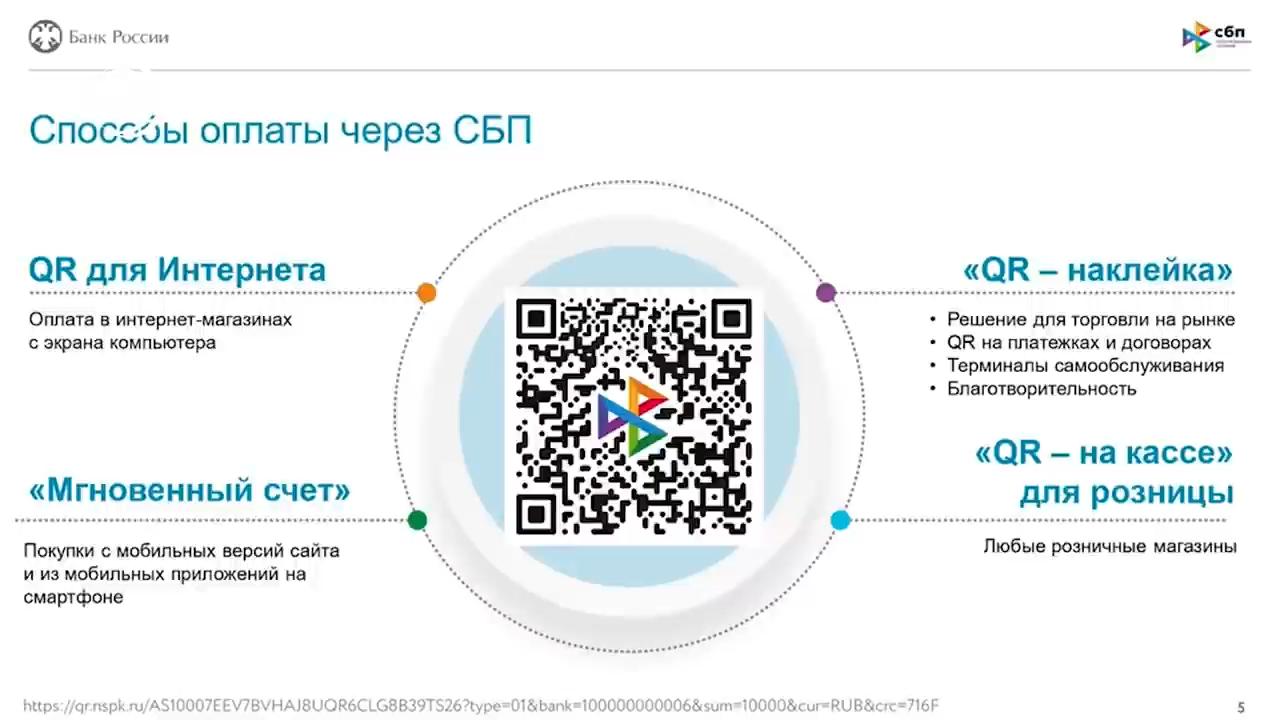 Банк России
сбп
Способы оплаты через СБП
QR для Интернета
Оплата в интернет-магазинах
с экрана компьютера
«Мгновенный счет»
Покупки с мобильных версий сайта
и из мобильных приложений на
смартфоне
«QR – наклейка»
• Решение для торговли на рынке
• QR на платежках и договорах
• Терминалы самообслуживания
• Благотворительность
«QR – на кассе»
для розницы
Любые розничные магазины
https://qr.nspk.ru/AS10007EEV7BVHAJ8UQR6CLG8B39TS26?type=01&bank=100000000006&sum=10000&cur=RUB&crc=716F
5